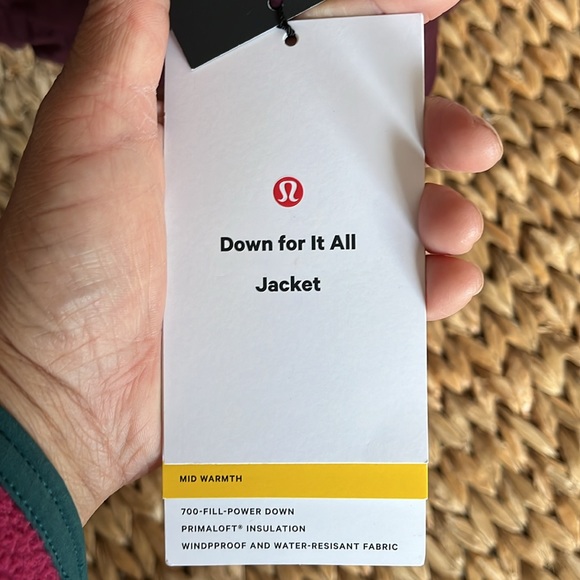 Down for It All
Jacket
MID WARMTH
700-FILL-POWER DOWN
PRIMALOFT® INSULATION
WINDPPROOF AND WATER-RESISANT FABRIC